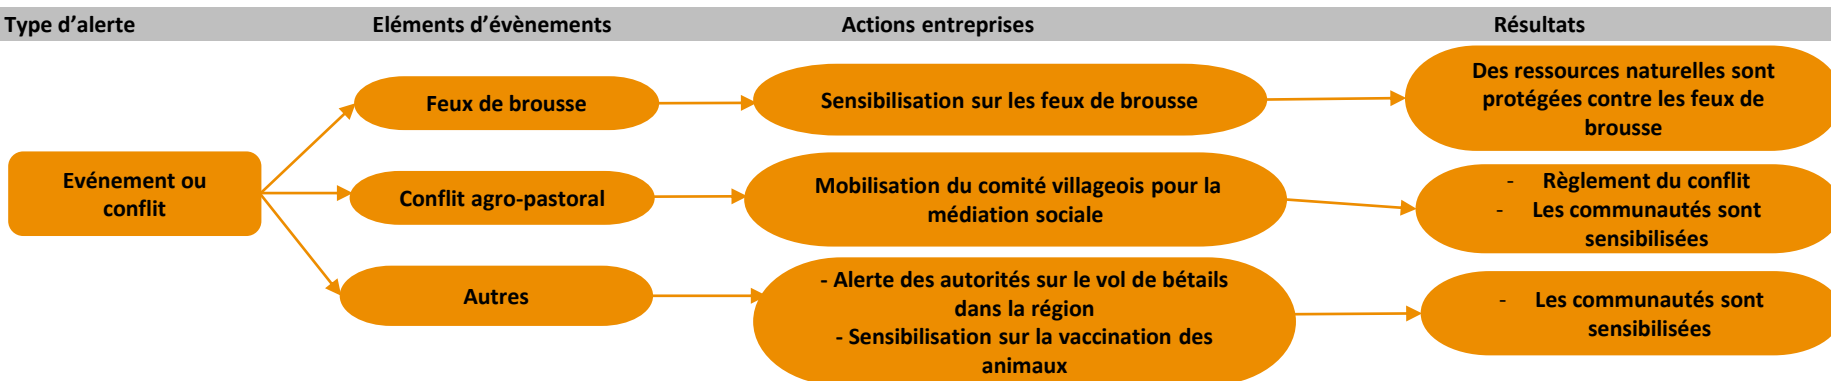 Type d’alerte Eléments d’évènements Actions entreprises Résultats
Feux de brousse
Sensibilisation sur les feux de brousse
Des ressources naturelles sont
protégées contre les feux de
brousse
Evénement ou
conflit
Conflit agro-pastoral
Mobilisation du comité villageois pour la
médiation sociale
- Règlement du conflit
- Les communautés sont
sensibilisées
Autres
- Alerte des autorités sur le vol de bétails
dans la région
- Sensibilisation sur la vaccination des
animaux
- Les communautés sont
sensibilisées